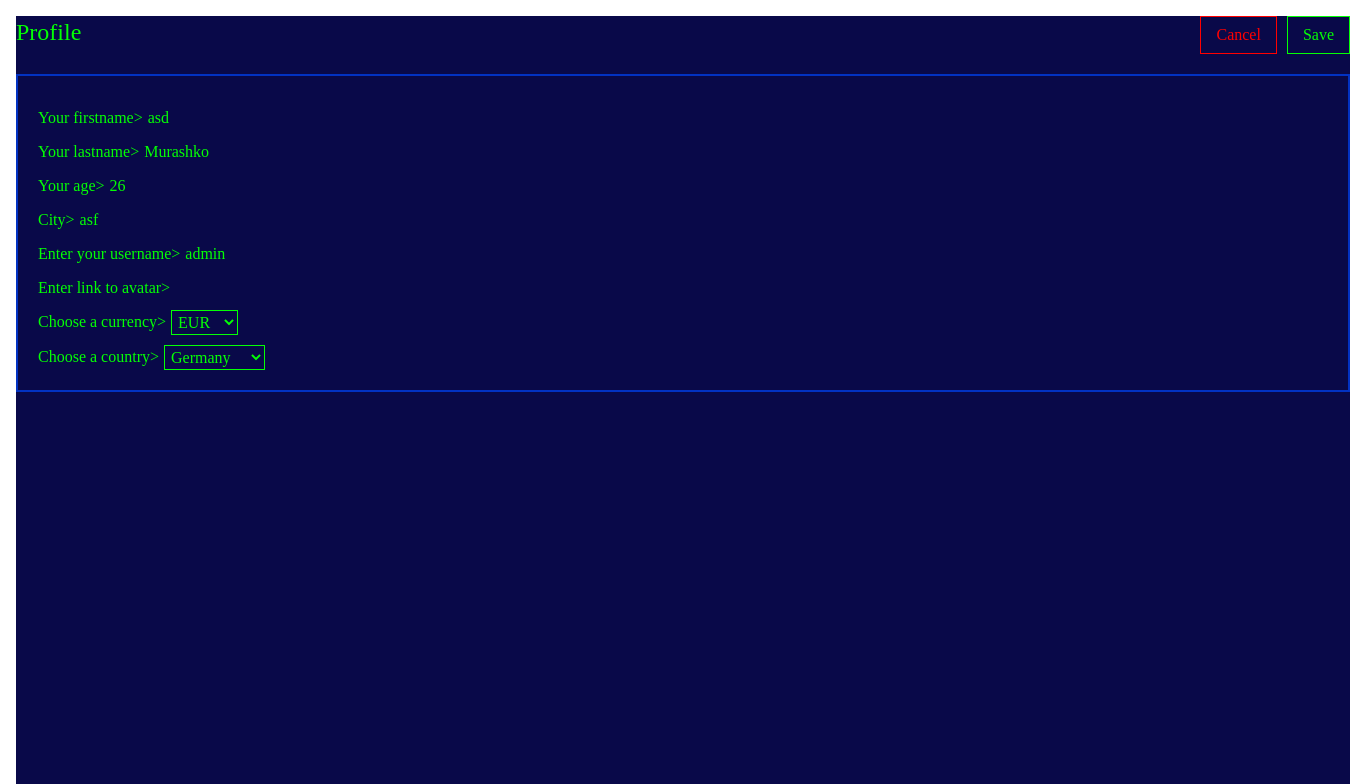 Profile
Cancel
Save
Your firstname> asd
Your lastname> Murashko
Your age> 26
City> asf
Enter your username> admin
Enter link to avatar>
Choose a currency> EUR
Choose a country> Germany